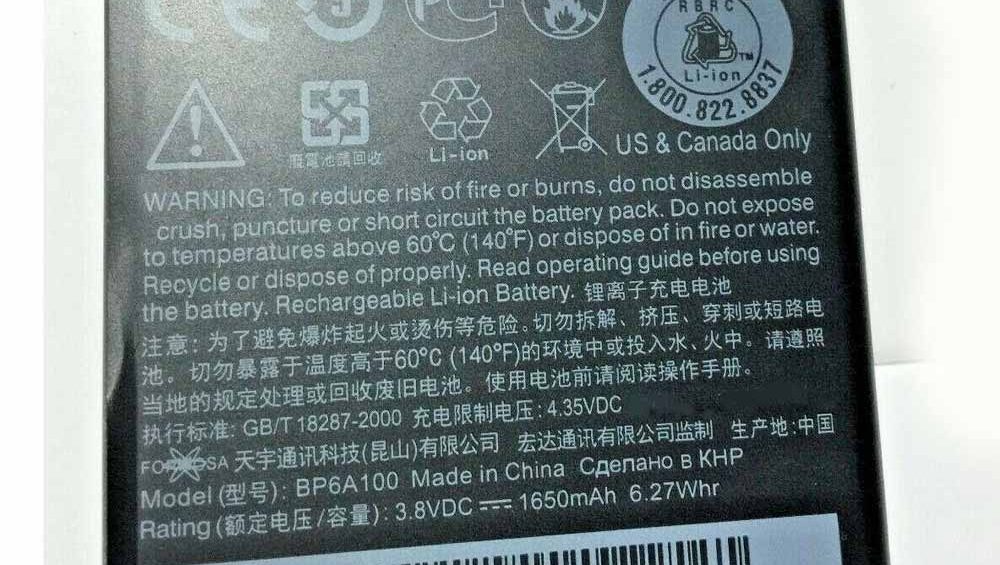 CE
RBRC
TM
Li-ion
1.800.822.8837
廢電池請回收
Li-ion
US & Canada Only
WARNING: To reduce risk of fire or burns, do not disassemble
crush, puncture or short circuit the battery pack. Do not expose
to temperatures above 60°C (140°F) or dispose of in fire or water.
Recycle or dispose of properly. Read operating guide before using
the battery. Rechargeable Li-ion Battery. 锂离子充电电池
注意: 为了避免爆炸起火或烫伤等危险。切勿拆解、挤压、穿刺或短路电
池。切勿暴露于温度高于60°C (140°F)的环境中或投入水、火中。请遵照
当地的规定处理或回收废旧电池。使用电池前请阅读操作手册。
执行标准: GB/T 18287-2000 充电限制电压: 4.35VDC
天宇通讯科技(昆山)有限公司 宏达通讯有限公司监制 生产地:中国
Model (型号): BP6A100 Made in China Сделано в КНР
Rating (额定电压/容量): 3.8VDC 1650mAh 6.27Whr